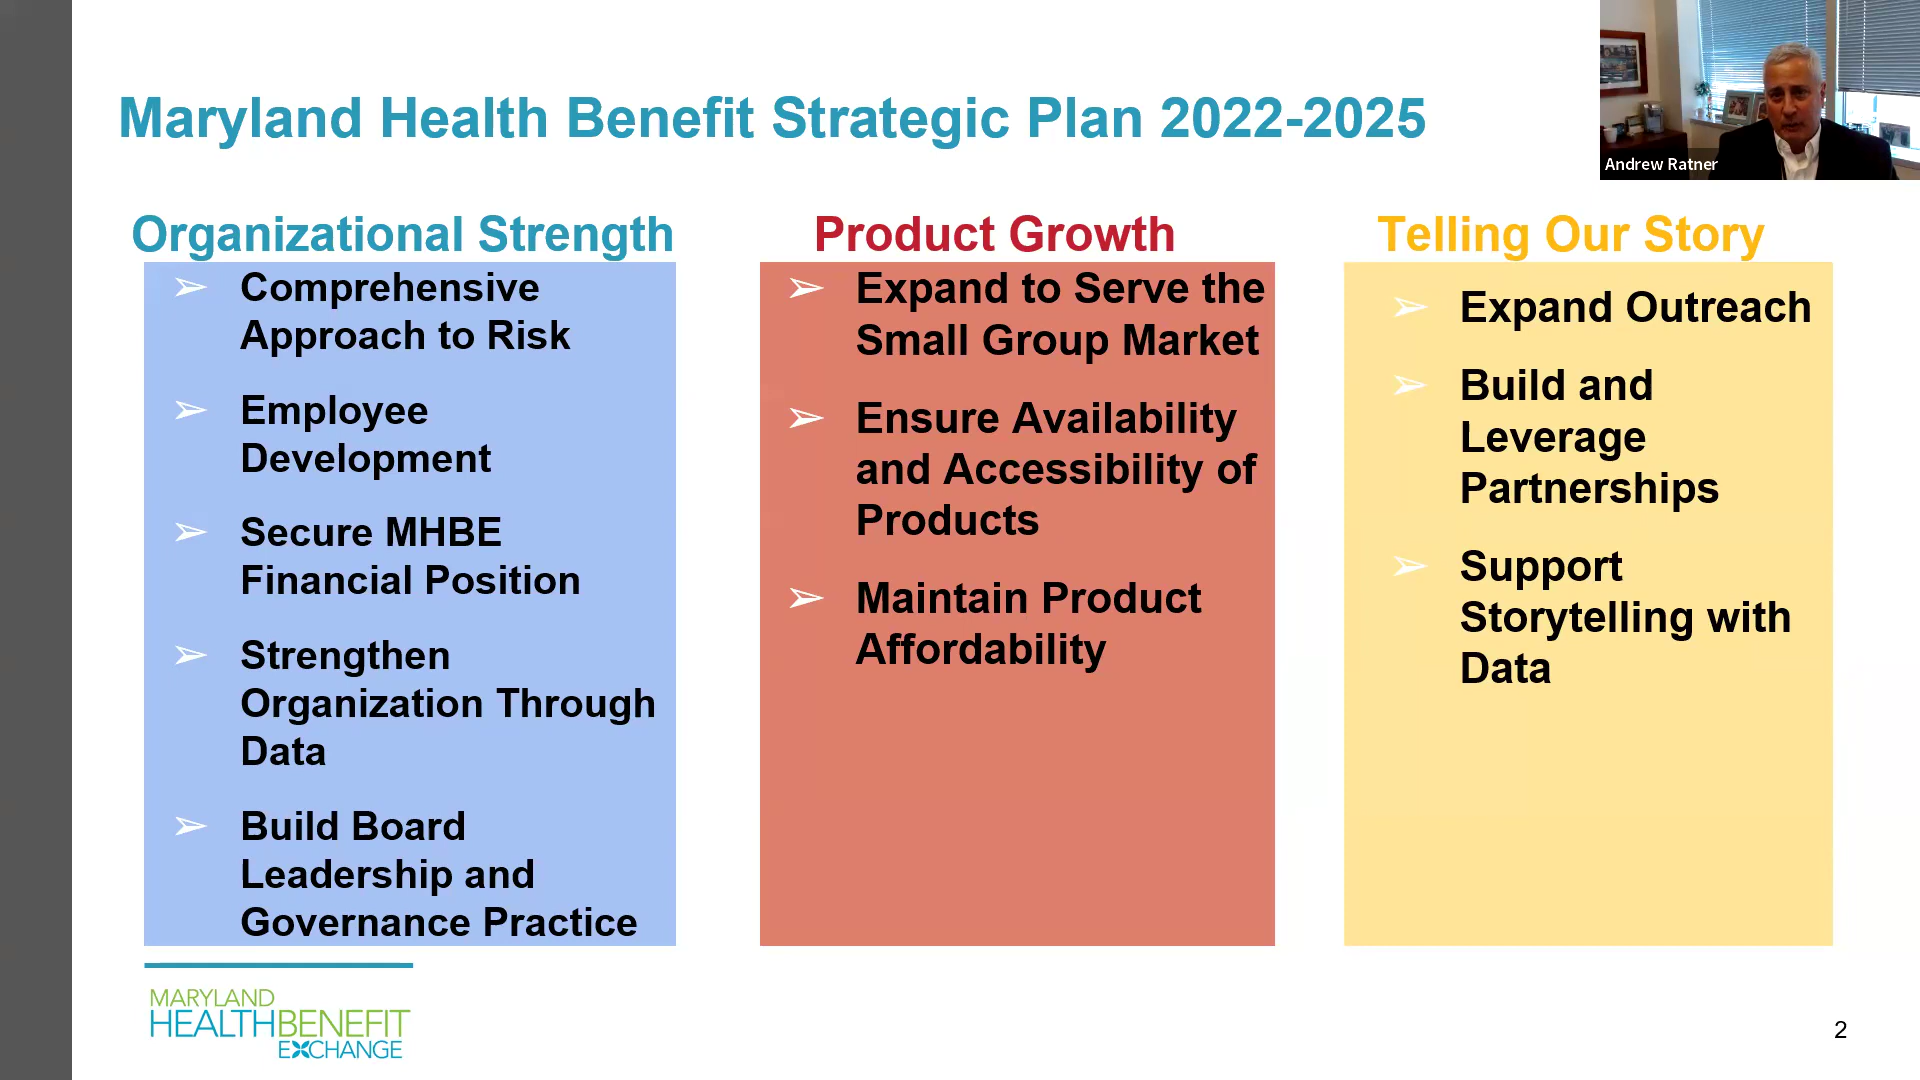 Maryland Health Benefit Strategic Plan 2022-2025
Andrew Ratner
Organizational Strength
Comprehensive
Approach to Risk
Employee
Development
Secure MHBE
Financial Position
Strengthen
Organization Through
Data
Build Board
Leadership and
Governance Practice
Product Growth
Expand to Serve the
Small Group Market
Ensure Availability
and Accessibility of
Products
Maintain Product
Affordability
Telling Our Story
Expand Outreach
Build and
Leverage
Partnerships
Support
Storytelling with
Data
MARYLAND
HEALTHBENEFIT
EXCHANGE
2